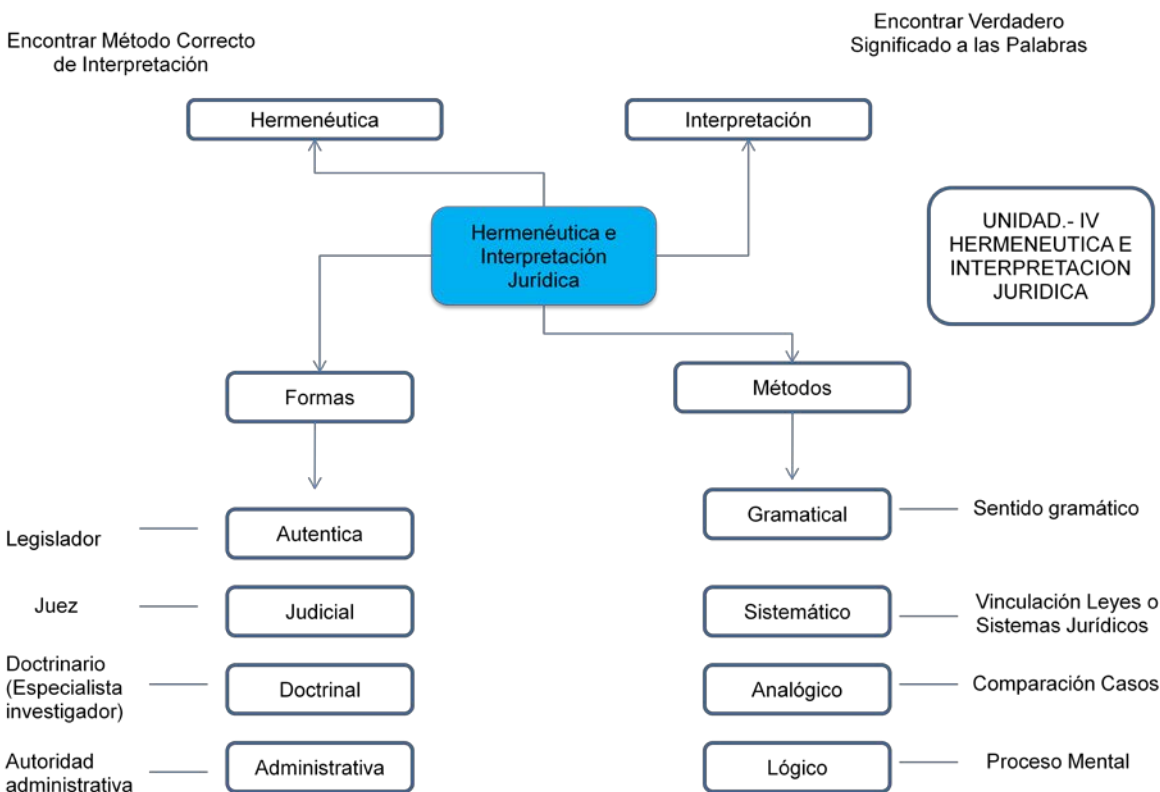 Encontrar Método Correcto
de Interpretación
Encontrar Verdadero
Significado a las Palabras
Hermenéutica
Interpretación
Hermenéutica e
Interpretación
Jurídica
UNIDAD.- IV
HERMENEUTICA E
INTERPRETACION
JURIDICA
Formas
Métodos
Legislador
Autentica
Gramatical
Sentido gramático
Juez
Judicial
Sistemático
Vinculación Leyes o
Sistemas Jurídicos
Doctrinario
(Especialista
investigador)
Doctrinal
Analógico
Comparación Casos
Autoridad
administrativa
Administrativa
Lógico
Proceso Mental